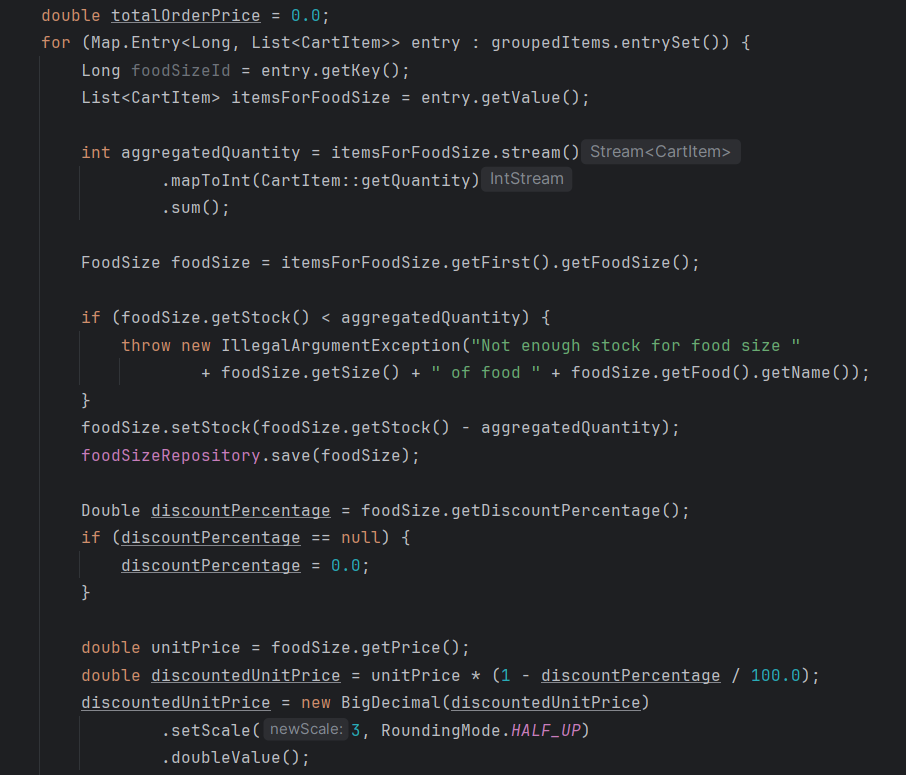 double totalOrderPrice = 0.0;
for (Map.Entry<Long, List<CartItem>> entry : groupedItems.entrySet()) {
    Long foodSizeId = entry.getKey();
    List<CartItem> itemsForFoodSize = entry.getValue();

    int aggregatedQuantity = itemsForFoodSize.stream() Stream<CartItem>
            .mapToInt(CartItem::getQuantity) IntStream
            .sum();

    FoodSize foodSize = itemsForFoodSize.getFirst().getFoodSize();

    if (foodSize.getStock() < aggregatedQuantity) {
        throw new IllegalArgumentException("Not enough stock for food size "
                + foodSize.getSize() + " of food " + foodSize.getFood().getName());
    }
    foodSize.setStock(foodSize.getStock() - aggregatedQuantity);
    foodSizeRepository.save(foodSize);

    Double discountPercentage = foodSize.getDiscountPercentage();
    if (discountPercentage == null) {
        discountPercentage = 0.0;
    }

    double unitPrice = foodSize.getPrice();
    double discountedUnitPrice = unitPrice * (1 - discountPercentage / 100.0);
    discountedUnitPrice = new BigDecimal(discountedUnitPrice)
            .setScale( newScale: 3, RoundingMode.HALF_UP)
            .doubleValue();